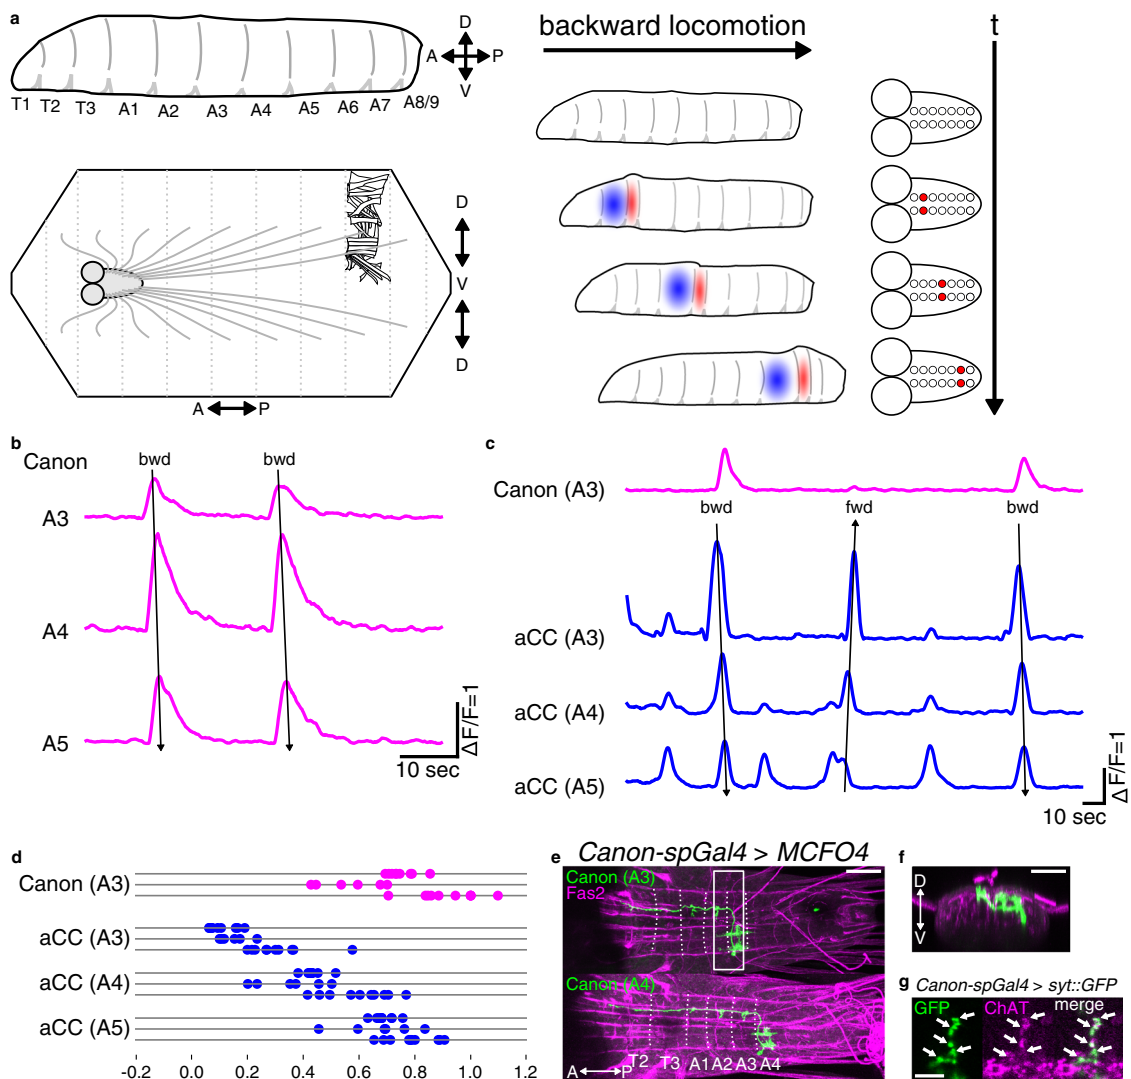 a
D
A P
V
T1 T2 T3 A1 A2 A3 A4 A5 A6 A7 A8/9
D
V
D
A P
backward locomotion
t
b
Canon
bwd bwd
A3
A4
A5
ΔF/F=1
10 sec
c
Canon (A3)
bwd fwd bwd
aCC (A3)
aCC (A4)
aCC (A5)
ΔF/F=1
10 sec
d
Canon (A3)
aCC (A3)
aCC (A4)
aCC (A5)
-0.2 0.0 0.2 0.4 0.6 0.8 1.0 1.2
e
Canon-spGal4 > MCFO4
Canon (A3)
Fas2
Canon (A4)
A P T2 T3 A1 A2 A3 A4
f
D
V
g
Canon-spGal4 > syt::GFP
GFP ChAT merge